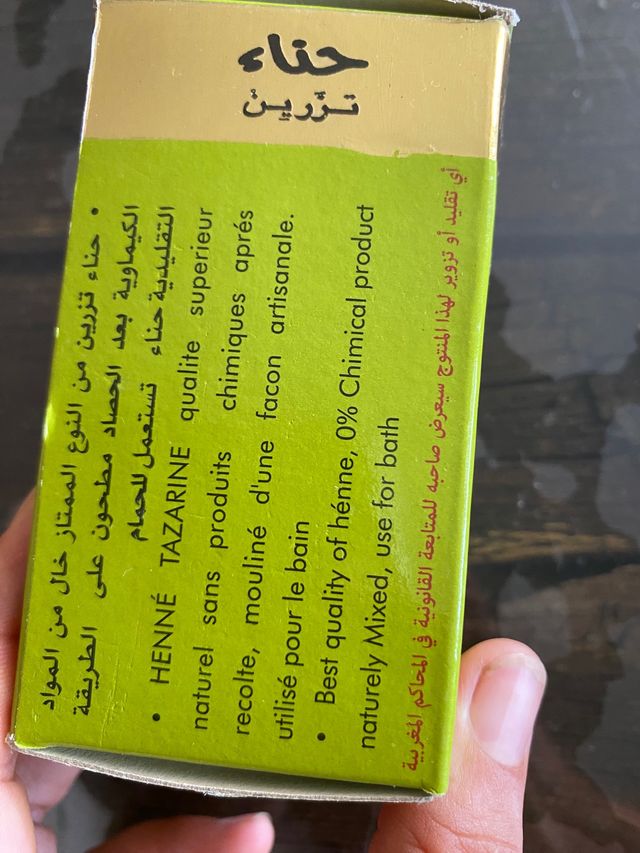 حناء
تزرين
• حناء تزرين من النوع الممتاز خال من المواد
الكيماوية بعد الحصاد مطحون على الطريقة
التقليدية حناء تستعمل للحمام
• HENNÉ TAZARINE qualite superieur
naturel sans produits chimiques aprés
recolte, mouliné d'une facon artisanale.
utilisé pour le bain
• Best quality of hénne, 0% Chimical product
naturely Mixed, use for bath
أي تقليد أو تزوير لهذا المنتوج سيعرض صاحبه للمتابعة القانونية في المحاكم المغربية